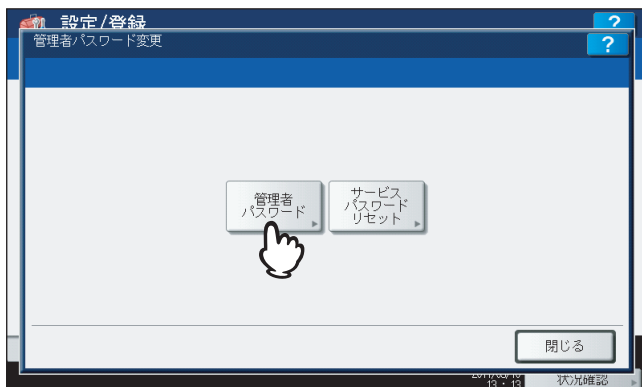 設定/登録
?
管理者パスワード変更
?
管理者
パスワード
サービス
パスワード
リセット
閉じる
13:13
状況確認